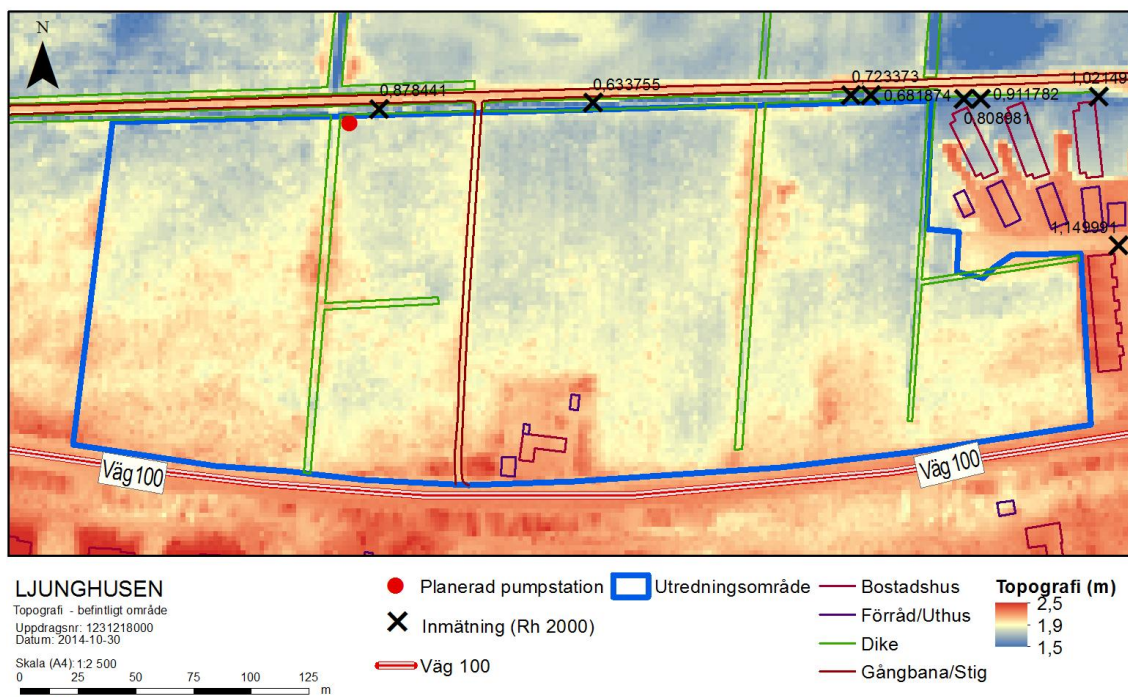 N
0,878441
0,633755
0,723373
1,02149
0,681874
0,911782
0,808981
1,149991
Väg 100
Väg 100
LJUNGHUSEN
Topografi - befintligt område
Uppdragsnr: 1231218000
Datum: 2014-10-30
Skala (A4): 1:2 500
0 25 50 75 100 125
m
Planerad pumpstation
Inmätning (Rh 2000)
Väg 100
Utredningsområde
Bostadshus
Förråd/Uthus
Dike
Gångbana/Stig
Topografi (m)
2,5
1,9
1,5